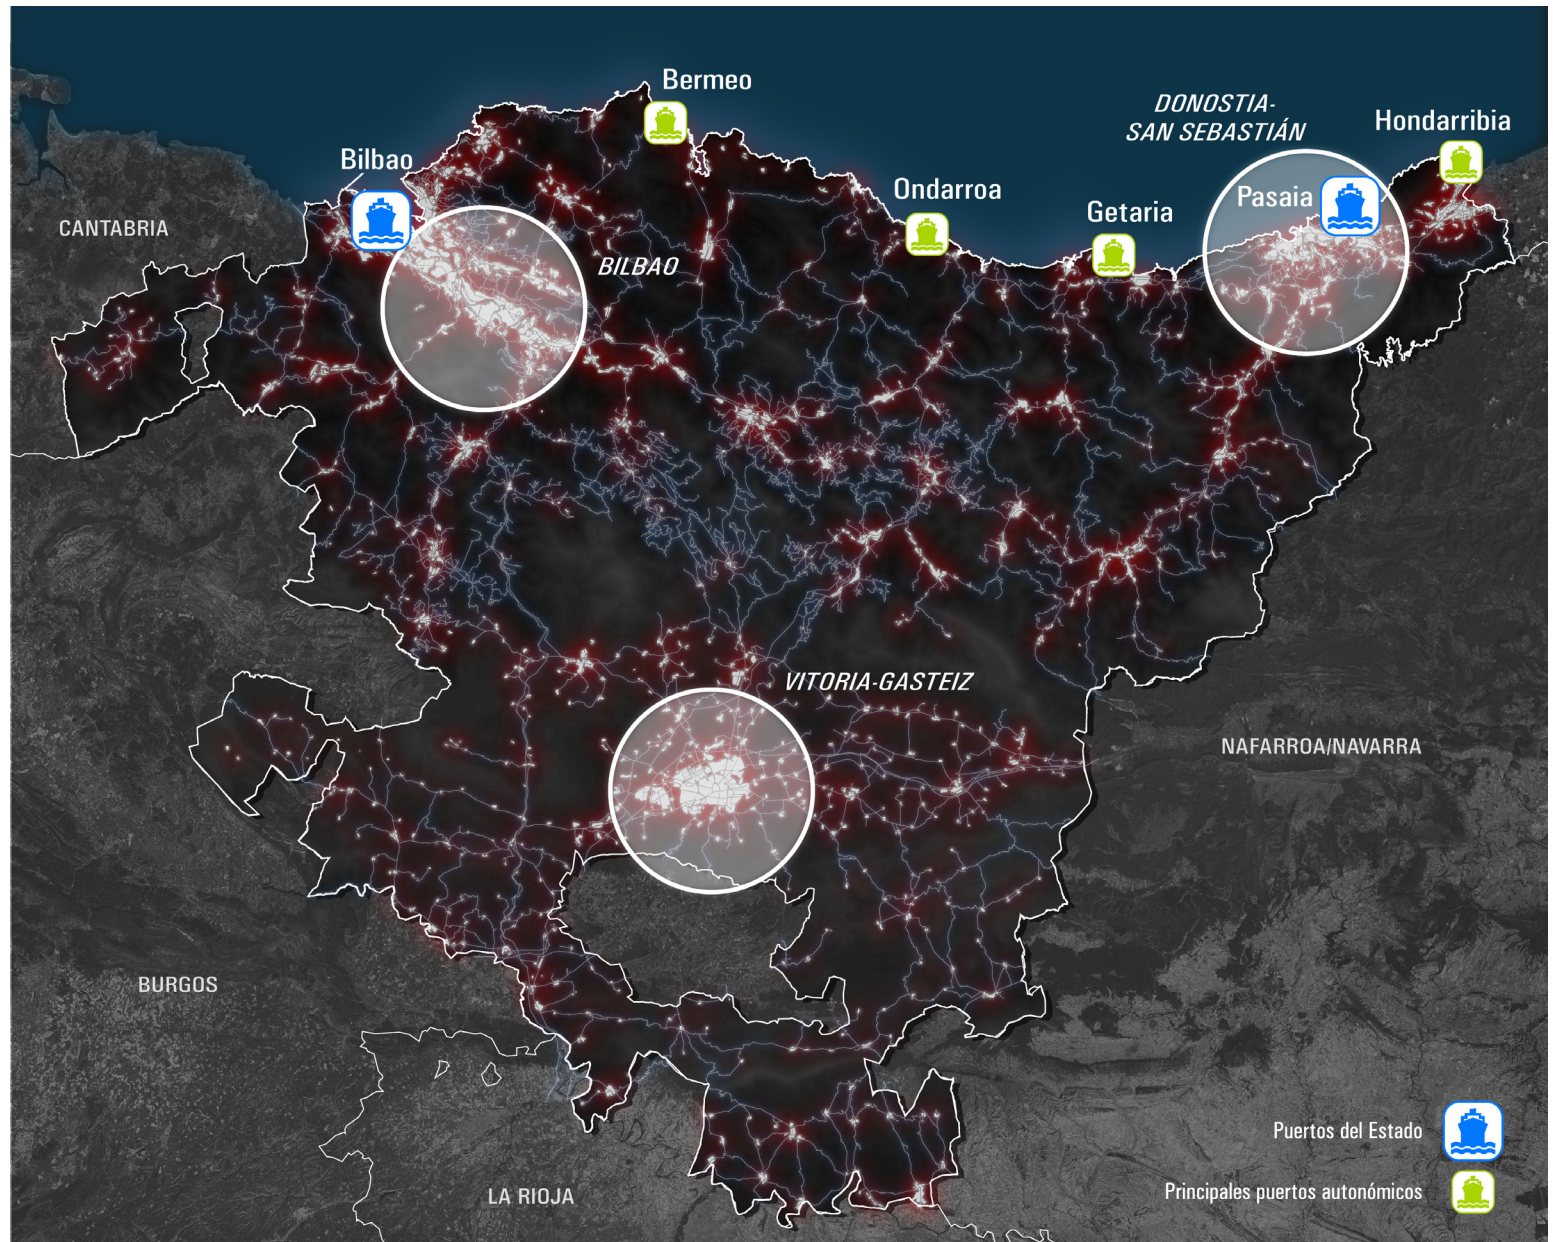 Bermeo
DONOSTIA-
SAN SEBASTIÁN
Hondarribia
Bilbao
Ondarroa
Pasaia
Getaria
CANTABRIA
BILBAO
VITORIA-GASTEIZ
NAFARROA/NAVARRA
BURGOS
Puertos del Estado
Principales puertos autonómicos
LA RIOJA